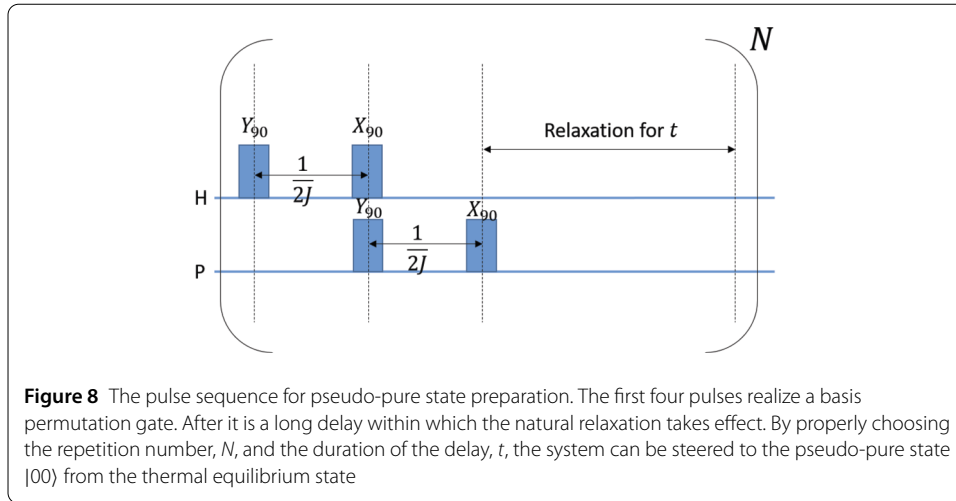 N
Y₉₀ X₉₀ Relaxation for t
1
2J
H
Y₉₀ X₉₀
1
2J
P
Figure 8 The pulse sequence for pseudo-pure state preparation. The first four pulses realize a basis
permutation gate. After it is a long delay within which the natural relaxation takes effect. By properly choosing
the repetition number, N, and the duration of the delay, t, the system can be steered to the pseudo-pure state
|00⟩ from the thermal equilibrium state